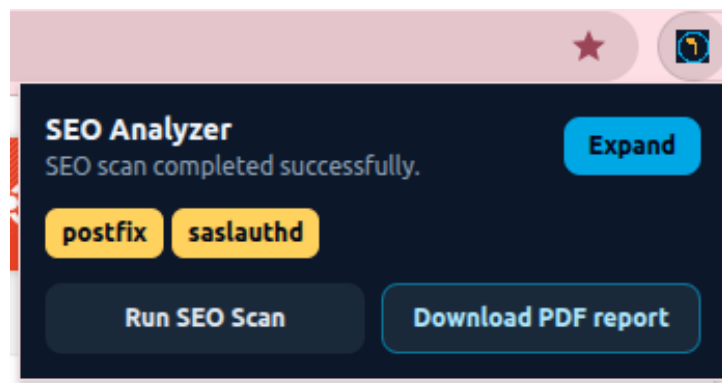 SEO Analyzer
SEO scan completed successfully.
Expand
postfix saslauthd
Run SEO Scan Download PDF report